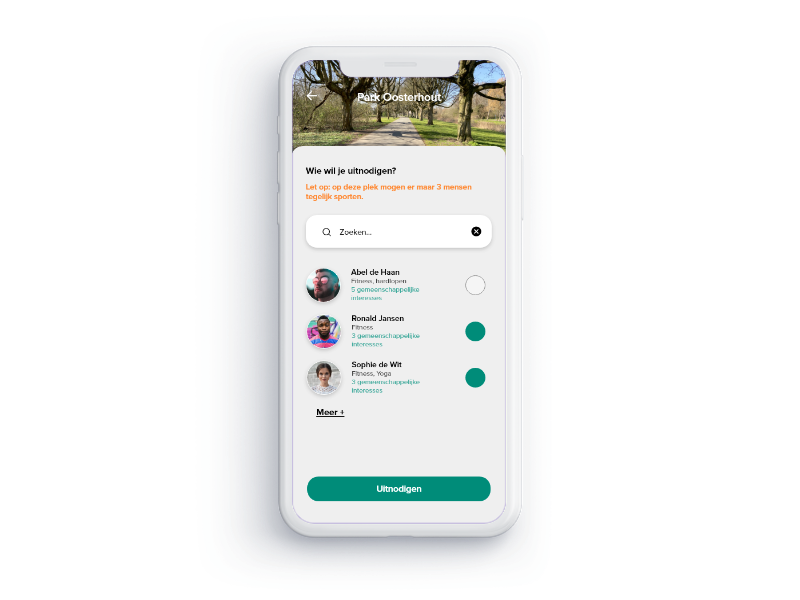 Park Oosterhout
Wie wil je uitnodigen?
Let op: op deze plek mogen er maar 3 mensen
togelijk sporten.
Zoeken...
Abel de Haan
Fitness, hardlopen
5 gemeenschappelijke
interesses
Ronald Jansen
Fitness
3 gemeenschappelijke
interesses
Sophie de Wit
Fitness, Yoga
3 gemeenschappelijke
interesses
Meer +
Uitnodigen